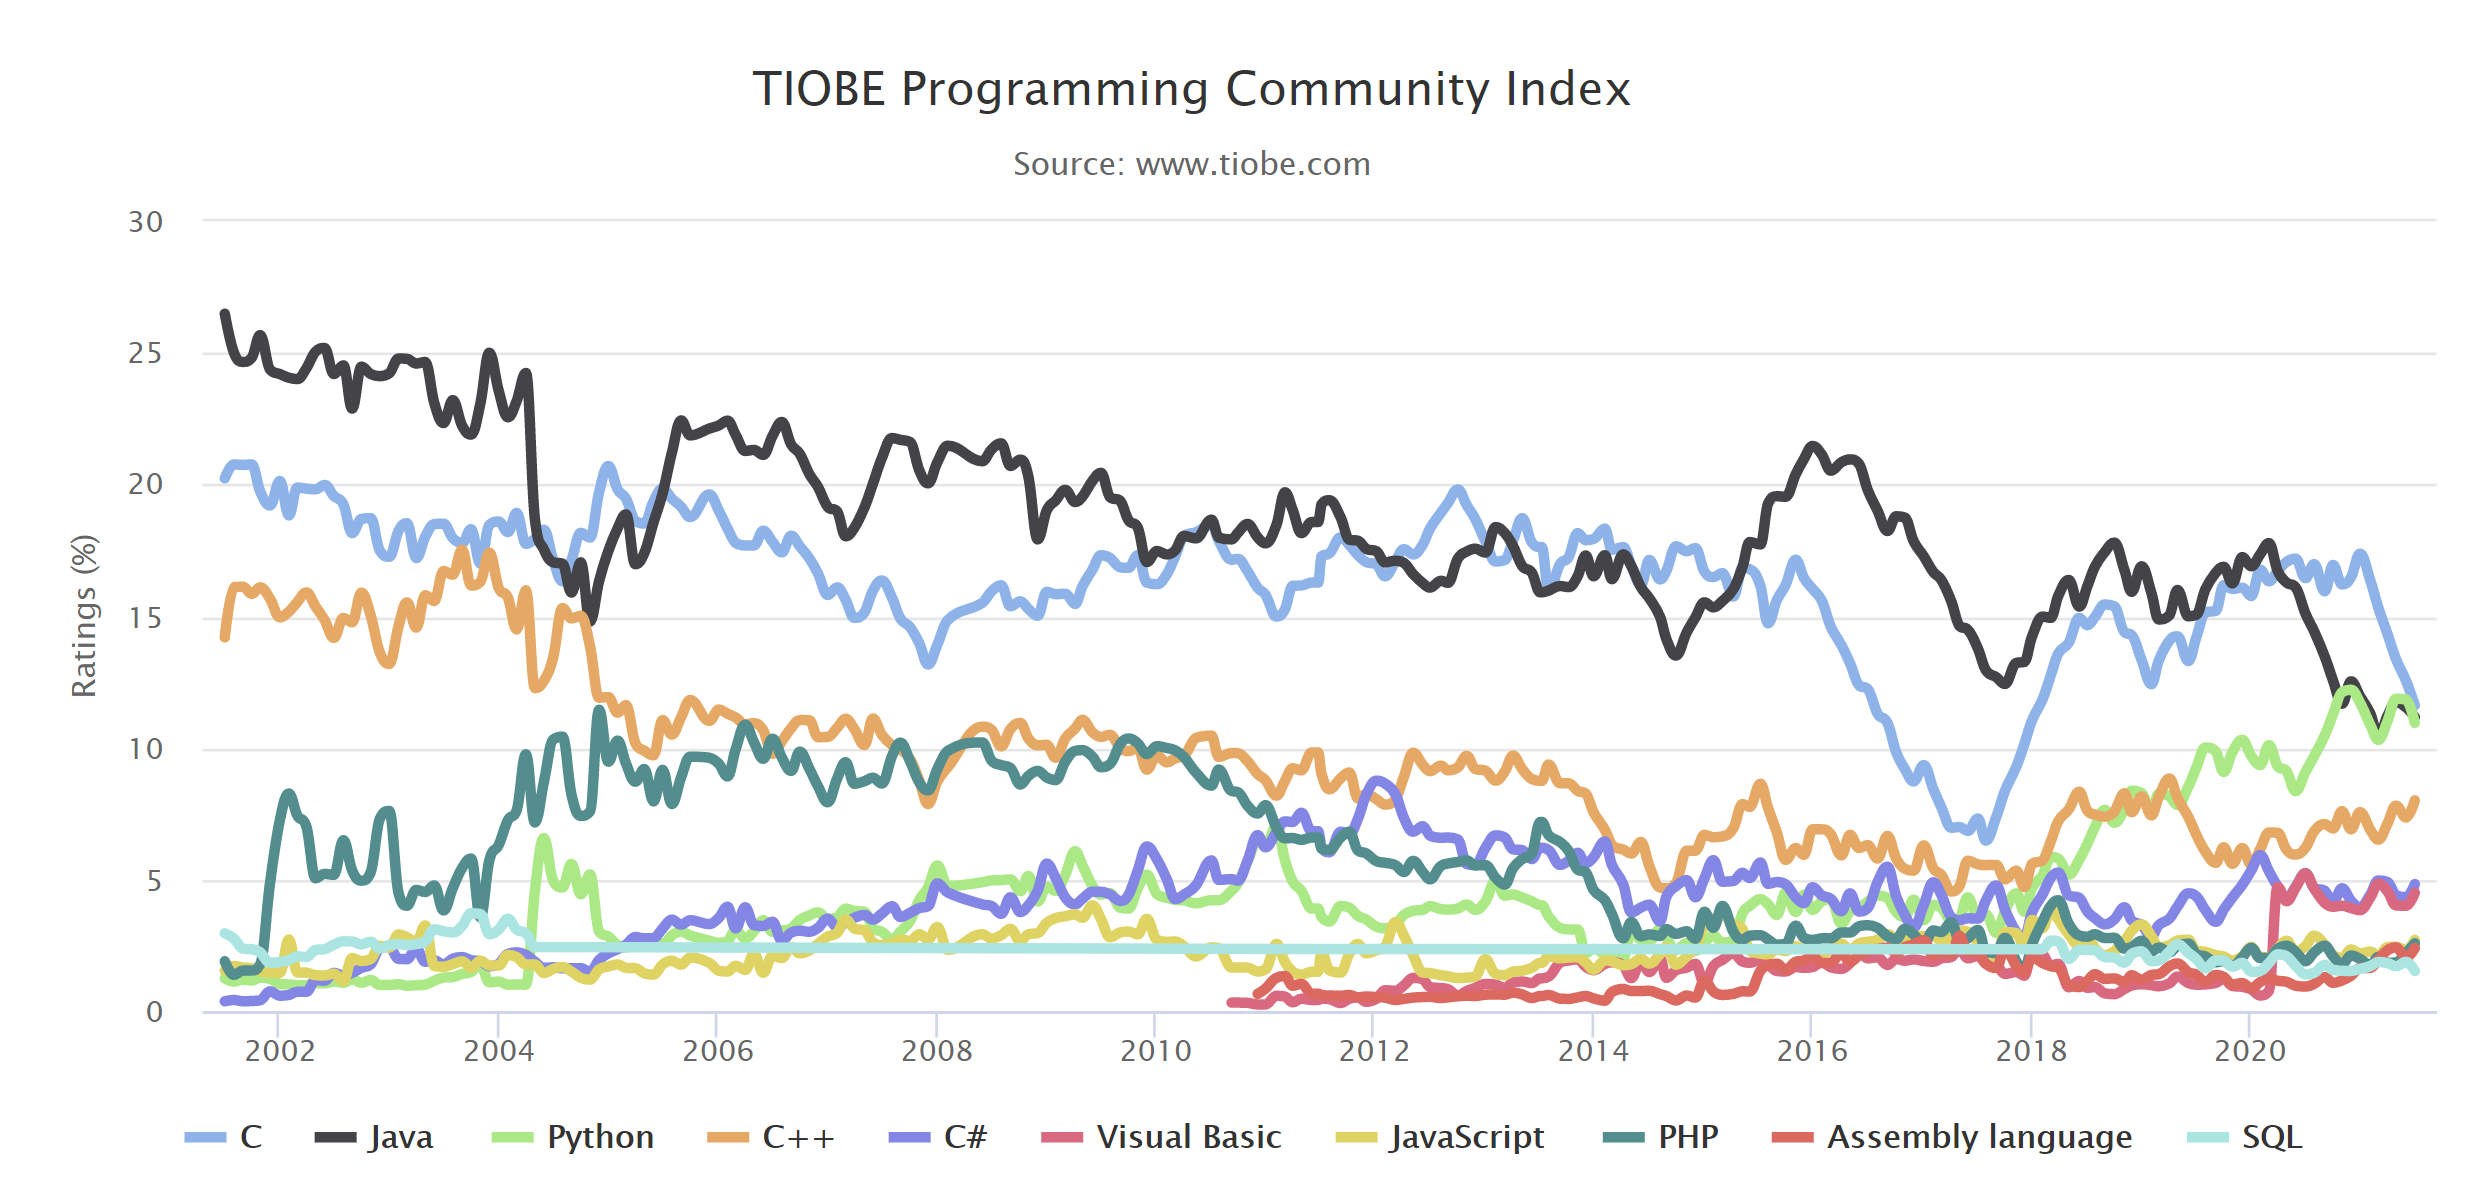 TIOBE Programming Community Index
Source: www.tiobe.com
Ratings (%)
30
25
20
15
10
5
0
2002 2004 2006 2008 2010 2012 2014 2016 2018 2020
C Java Python C++ C# Visual Basic JavaScript PHP Assembly language SQL